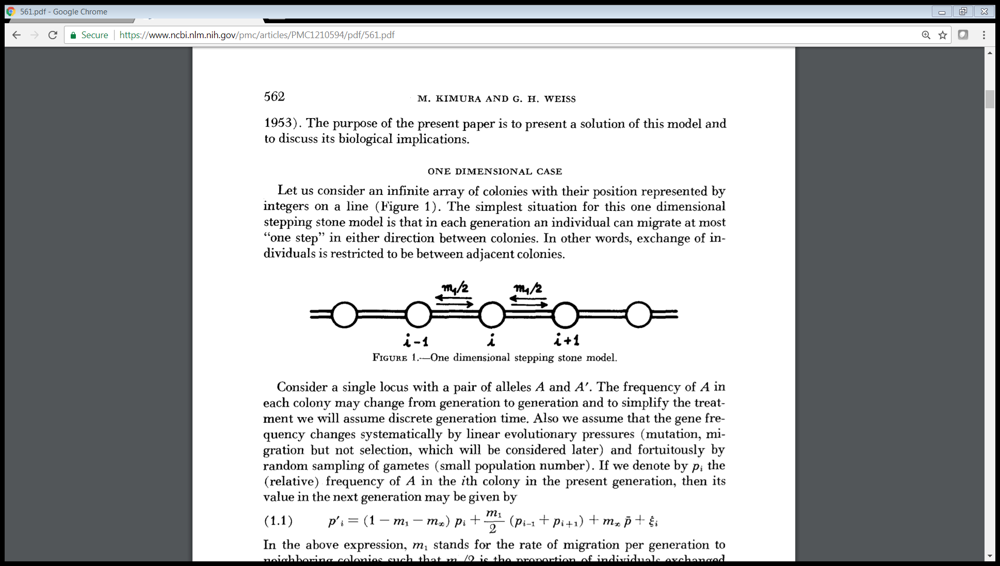 561.pdf - Google Chrome
Secure https://www.ncbi.nlm.nih.gov/pmc/articles/PMC1210594/pdf/561.pdf
562 M. KIMURA AND G. H. WEISS
1953). The purpose of the present paper is to present a solution of this model and
to discuss its biological implications.
ONE DIMENSIONAL CASE
Let us consider an infinite array of colonies with their position represented by
integers on a line (Figure 1). The simplest situation for this one dimensional
stepping stone model is that in each generation an individual can migrate at most
“one step” in either direction between colonies. In other words, exchange of in-
dividuals is restricted to be between adjacent colonies.
m₁/2 m₁/2
i-1 i i+1
FIGURE 1.—One dimensional stepping stone model.
Consider a single locus with a pair of alleles A and A′. The frequency of A in
each colony may change from generation to generation and to simplify the treat-
ment we will assume discrete generation time. Also we assume that the gene fre-
quency changes systematically by linear evolutionary pressures (mutation, mi-
gration but not selection, which will be considered later) and fortuitously by
random sampling of gametes (small population number). If we denote by pᵢ the
(relative) frequency of A in the ith colony in the present generation, then its
value in the next generation may be given by
(1.1) p′ᵢ = (1 − m₁ − m∞) pᵢ + m₁/2 (pᵢ₋₁ + pᵢ₊₁) + m∞ p̄ + ξᵢ
In the above expression, m₁ stands for the rate of migration per generation to
neighboring colonies such that m /2 is the proportion of individuals exchanged